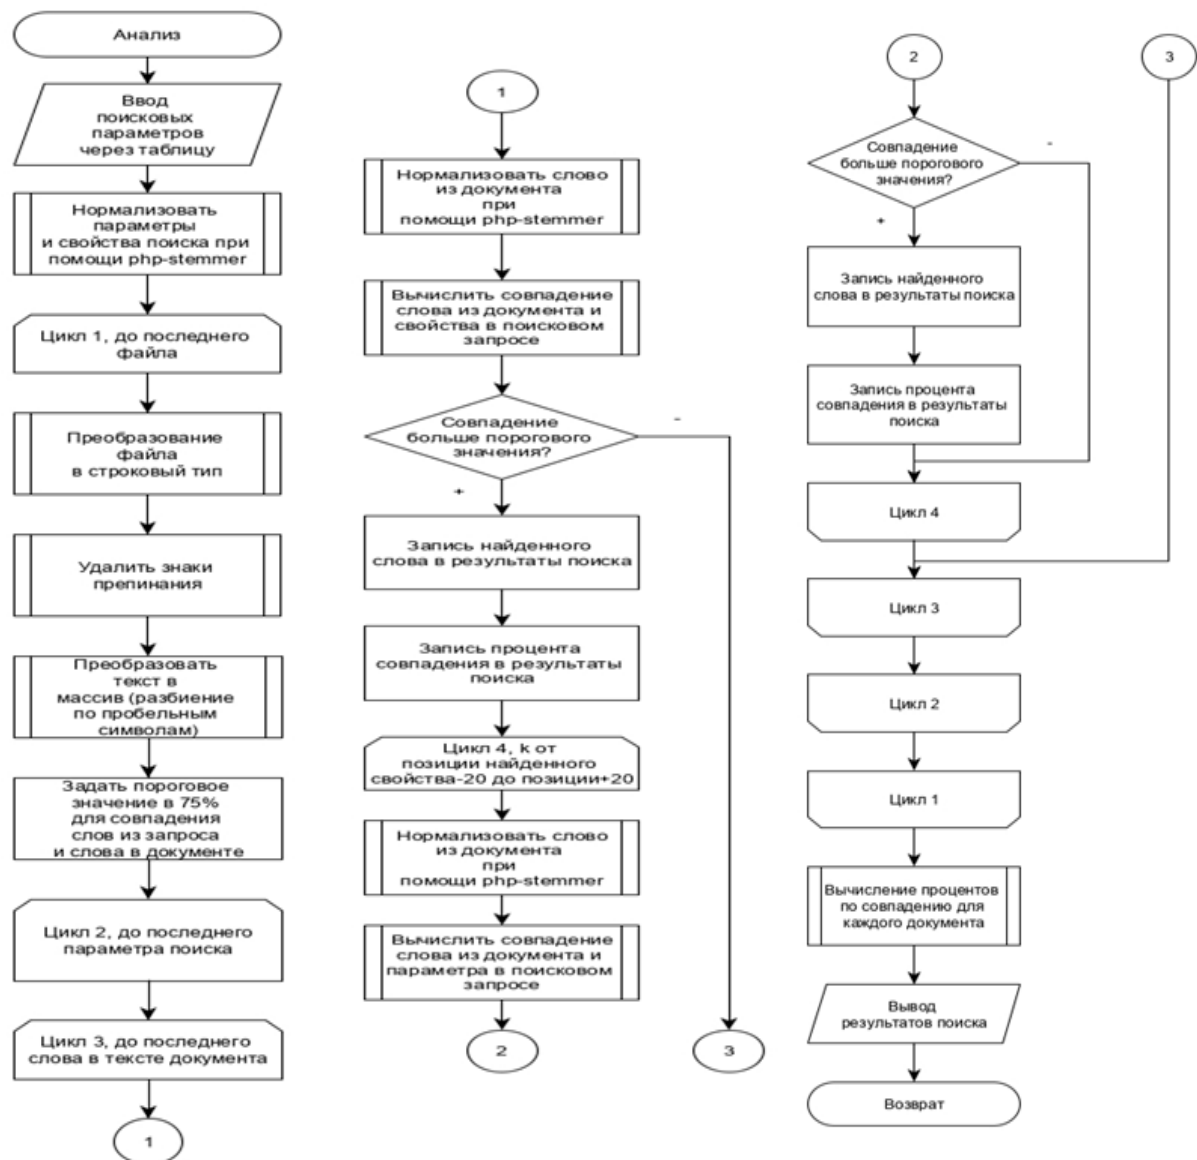 Анализ
Ввод
поисковых
параметров
через таблицу
Нормализовать
параметры
и свойства поиска при
помощи php-stemmer
Цикл 1, до последнего
файла
Преобразование
файла
в строковый тип
Удалить знаки
препинания
Преобразовать
текст в
массив (разбиение
по пробельным
символам)
Задать пороговое
значение в 75%
для совпадения
слов из запроса
и слова в документе
Цикл 2, до последнего
параметра поиска
Цикл 3, до последнего
слова в тексте документа
1
1
Нормализовать слово
из документа
при
помощи php-stemmer
Вычислить совпадение
слова из документа и
свойства в поисковом
запросе
Совпадение
больше порогового
значения?
-
+
Запись найденного
слова в результаты поиска
Запись процента
совпадения в результаты
поиска
Цикл 4, k от
позиции найденного
свойства-20 до позиции+20
Нормализовать слово
из документа
при
помощи php-stemmer
Вычислить совпадение
слова из документа и
параметра в поисковом
запросе
2
3
2
3
Совпадение
больше порогового
значения?
-
+
Запись найденного
слова в результаты поиска
Запись процента
совпадения в результаты
поиска
Цикл 4
Цикл 3
Цикл 2
Цикл 1
Вычисление процентов
по совпадению для
каждого документа
Вывод
результатов поиска
Возврат